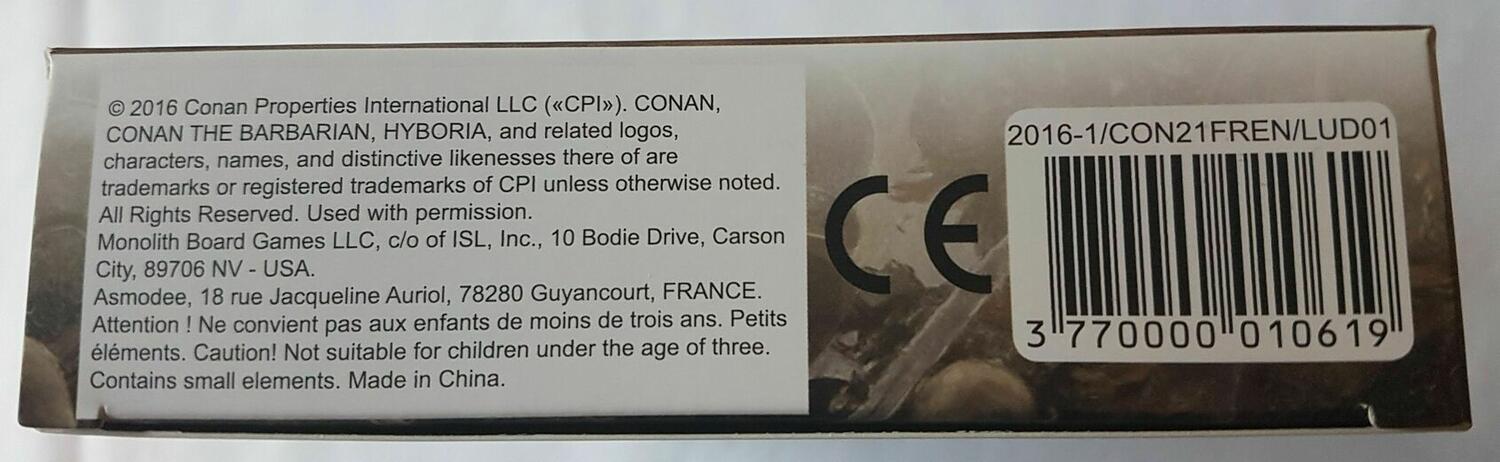 © 2016 Conan Properties International LLC («CPI»). CONAN,
CONAN THE BARBARIAN, HYBORIA, and related logos,
characters, names, and distinctive likenesses there of are
trademarks or registered trademarks of CPI unless otherwise noted.
All Rights Reserved. Used with permission.
Monolith Board Games LLC, c/o of ISL, Inc., 10 Bodie Drive, Carson
City, 89706 NV - USA.
Asmodee, 18 rue Jacqueline Auriol, 78280 Guyancourt, FRANCE.
Attention ! Ne convient pas aux enfants de moins de trois ans. Petits
éléments. Caution! Not suitable for children under the age of three.
Contains small elements. Made in China.
CE
2016-1/CON21FREN/LUD01
3 770000 010619